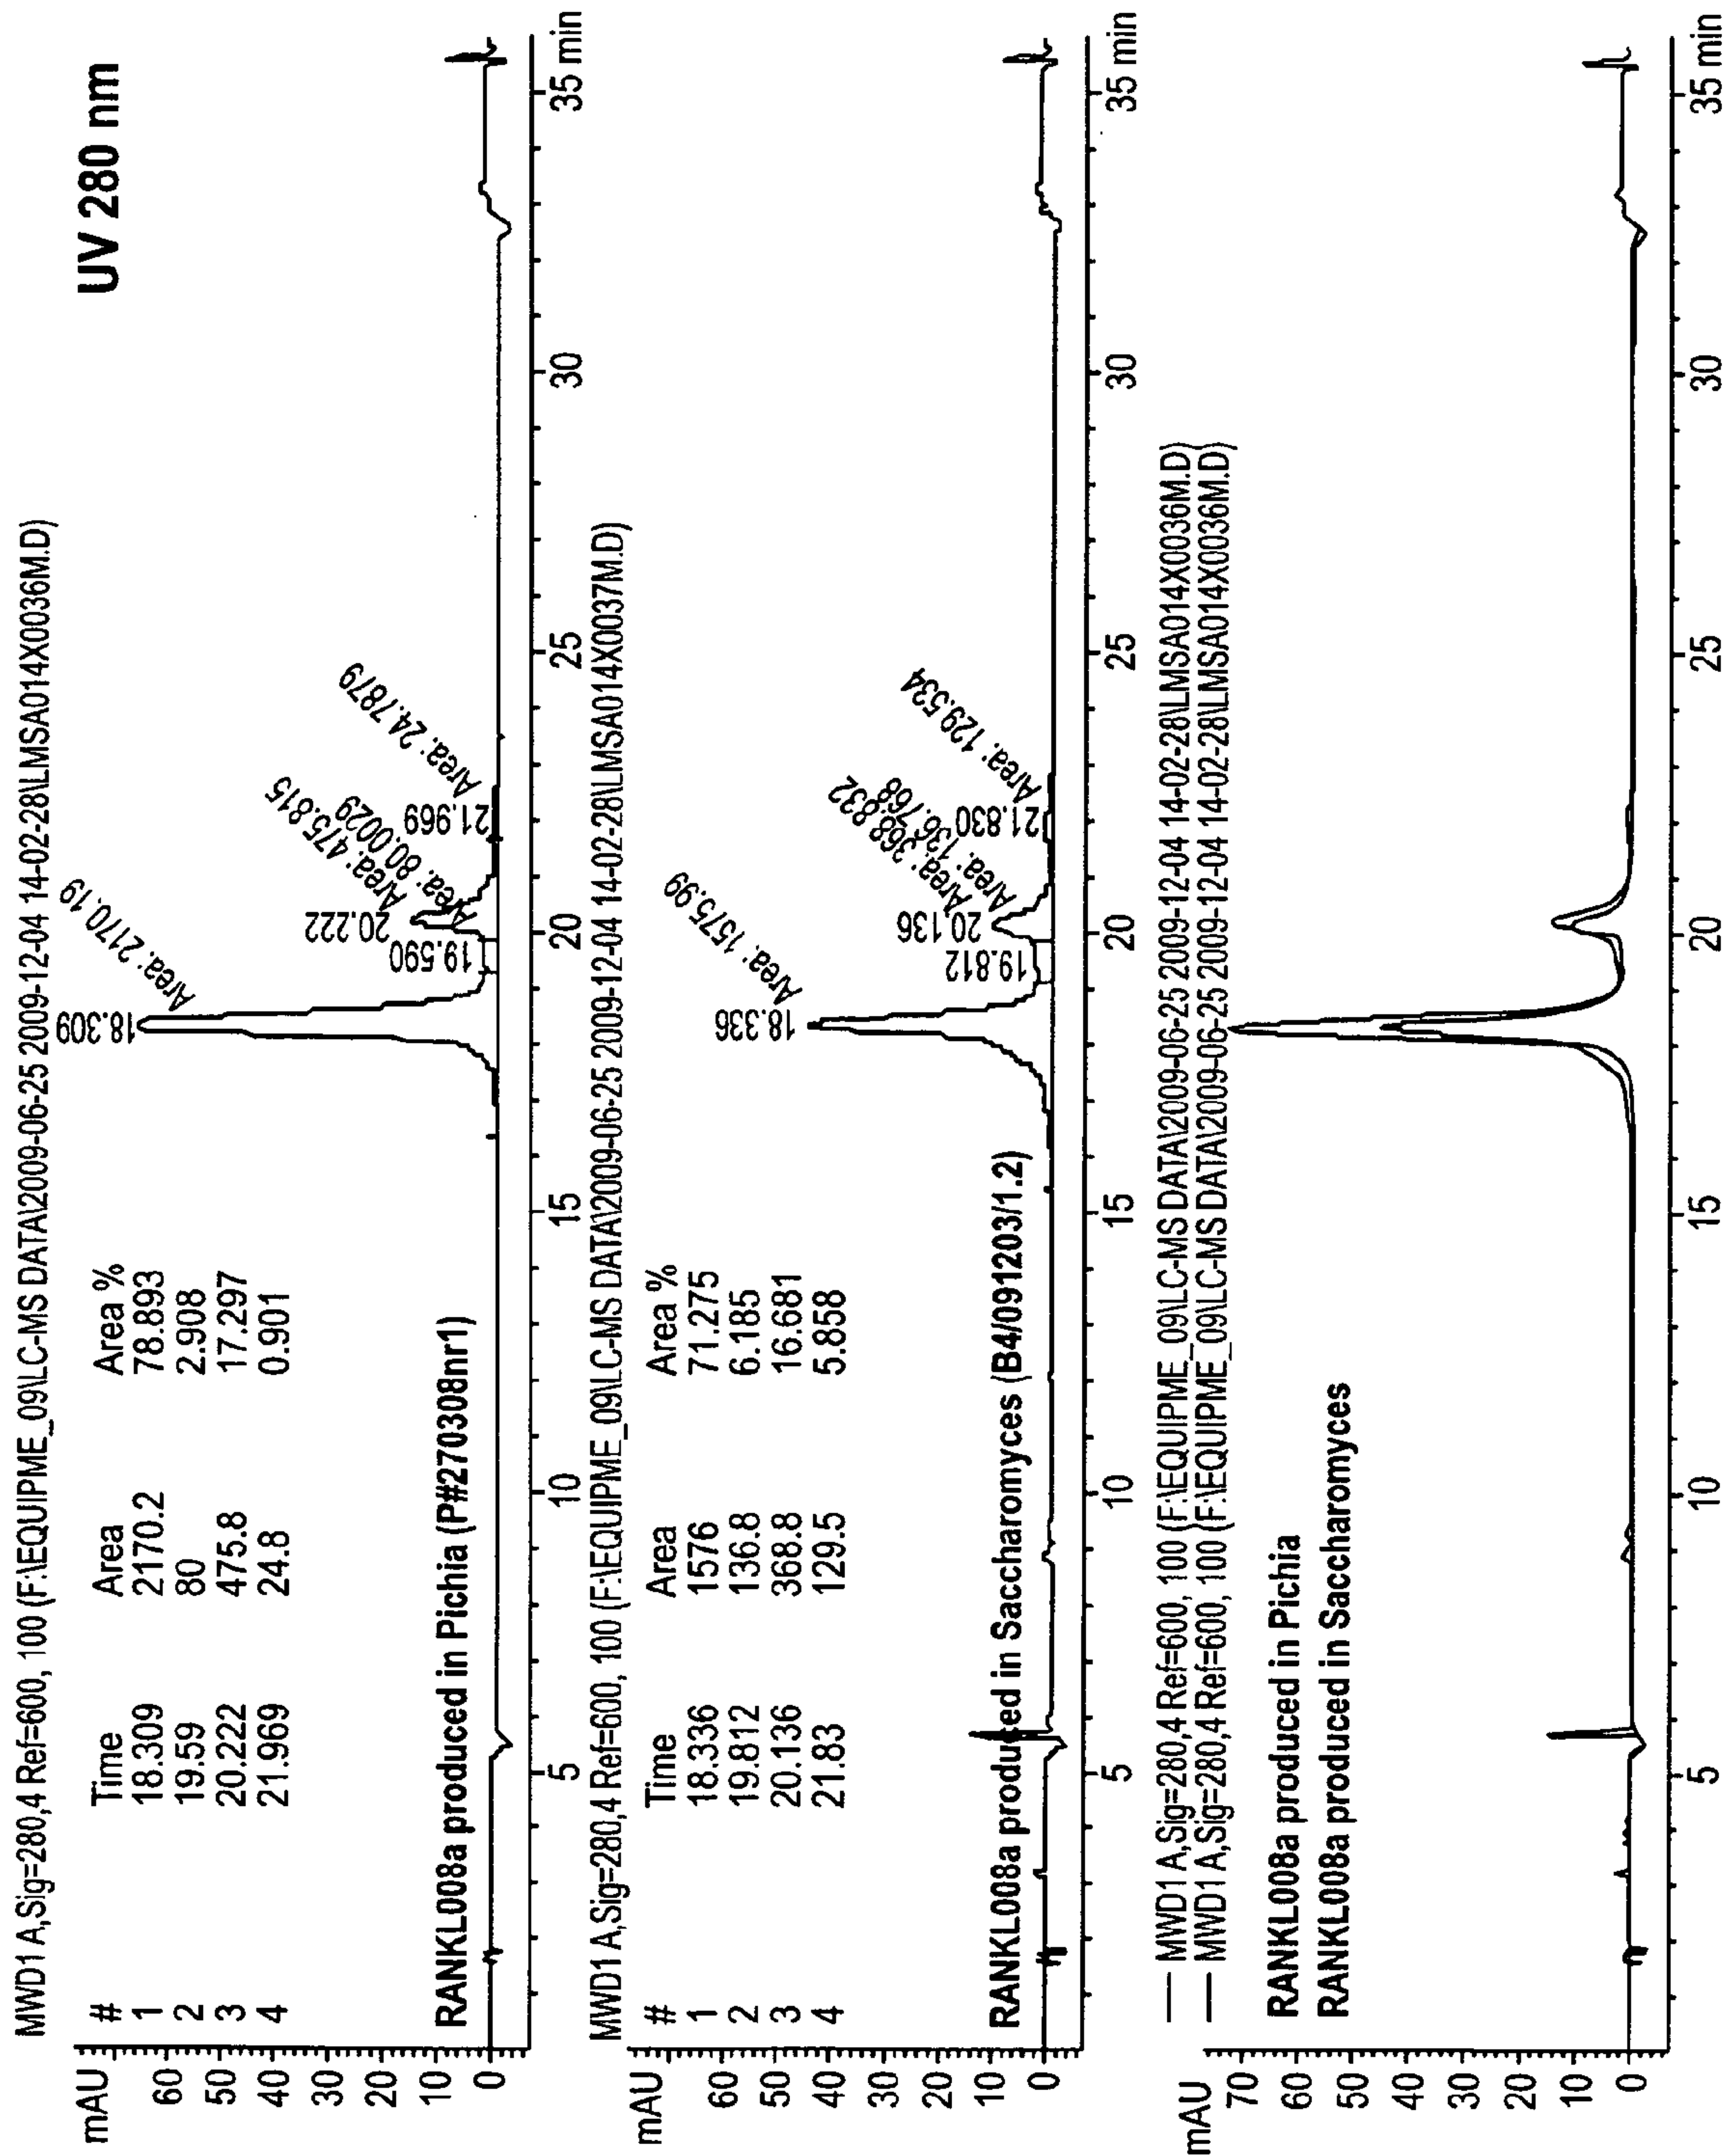 UV 280 nm
MWD1 A,Sig=280,4 Ref=600, 100 (F:\EQUIPME_09\LC-MS DATA\2009-06-25 2009-12-04 14-02-28\LMSA014X0036M.D)
mAU
# Time Area Area %
1 18.309 2170.2 78.893
2 19.59 80 2.908
3 20.222 475.8 17.297
4 21.969 24.8 0.901
60
50
40
30
20
10
0
18.309
Area: 2170.19
19.590
Area: 80.0029
20.222
Area: 475.815
21.969
Area: 24.7879
RANKL008a produced in Pichia (P#270308nr1)
5 10 15 20 25 30 35 min
MWD1 A,Sig=280,4 Ref=600, 100 (F:\EQUIPME_09\LC-MS DATA\2009-06-25 2009-12-04 14-02-28\LMSA014X0037M.D)
mAU
# Time Area Area %
1 18.336 1576 71.275
2 19.812 136.8 6.185
3 20.136 368.8 16.681
4 21.83 129.5 5.858
60
50
40
30
20
10
0
18.336
Area: 1575.99
19.812
Area: 136.768
20.136
Area: 368.832
21.830
Area: 129.534
RANKL008a produced in Saccharomyces (B4/091203/1.2)
5 10 15 20 25 30 35 min
MWD1 A,Sig=280,4 Ref=600, 100 (F:\EQUIPME_09\LC-MS DATA\2009-06-25 2009-12-04 14-02-28\LMSA014X0036M.D)
MWD1 A,Sig=280,4 Ref=600, 100 (F:\EQUIPME_09\LC-MS DATA\2009-06-25 2009-12-04 14-02-28\LMSA014X0036M.D)
mAU
70
60
50
40
30
20
10
0
RANKL008a produced in Pichia
RANKL008a produced in Saccharomyces
5 10 15 20 25 30 35 min